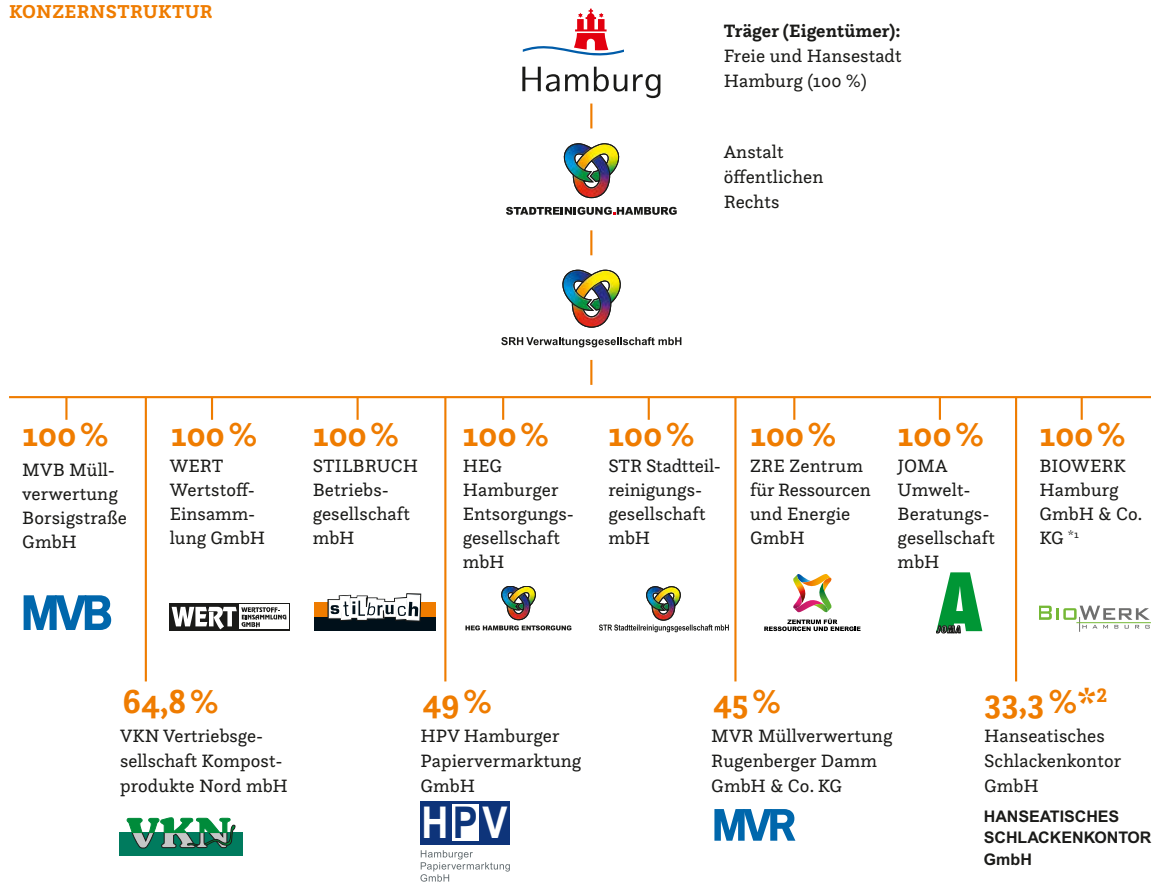 KONZERNSTRUKTUR
Hamburg
Träger (Eigentümer):
Freie und Hansestadt
Hamburg (100 %)
STADTREINIGUNG.HAMBURG
Anstalt
öffentlichen
Rechts
SRH Verwaltungsgesellschaft mbH
100 %
MVB Müll-
verwertung
Borsigstraße
GmbH
MVB
100 %
WERT
Wertstoff-
Einsamm-
lung GmbH
WERT
WERTSTOFF-
EINSAMMLUNG
GMBH
100 %
STILBRUCH
Betriebs-
gesellschaft
mbH
stilbruch
100 %
HEG
Hamburger
Entsorgungs-
gesellschaft
mbH
HEG HAMBURG ENTSORGUNG
100 %
STR Stadtteil-
reinigungs-
gesellschaft
mbH
STR Stadtteilreinigungsgesellschaft mbH
100 %
ZRE Zentrum
für Ressourcen
und Energie
GmbH
ZENTRUM FÜR
RESSOURCEN UND ENERGIE
100 %
JOMA
Umwelt-
Beratungs-
gesellschaft
mbH
A
JOMA
100 %
BIOWERK
Hamburg
GmbH & Co.
KG *1
BIOWERK
HAMBURG
64,8 %
VKN Vertriebsge-
sellschaft Kompost-
produkte Nord mbH
VKN
49 %
HPV Hamburger
Papiervermarktung
GmbH
HPV
Hamburger
Papiervermarktung
GmbH
45 %
MVR Müllverwertung
Rugenberger Damm
GmbH & Co. KG
MVR
33,3 %*2
Hanseatisches
Schlackenkontor
GmbH
HANSEATISCHES
SCHLACKENKONTOR
GmbH